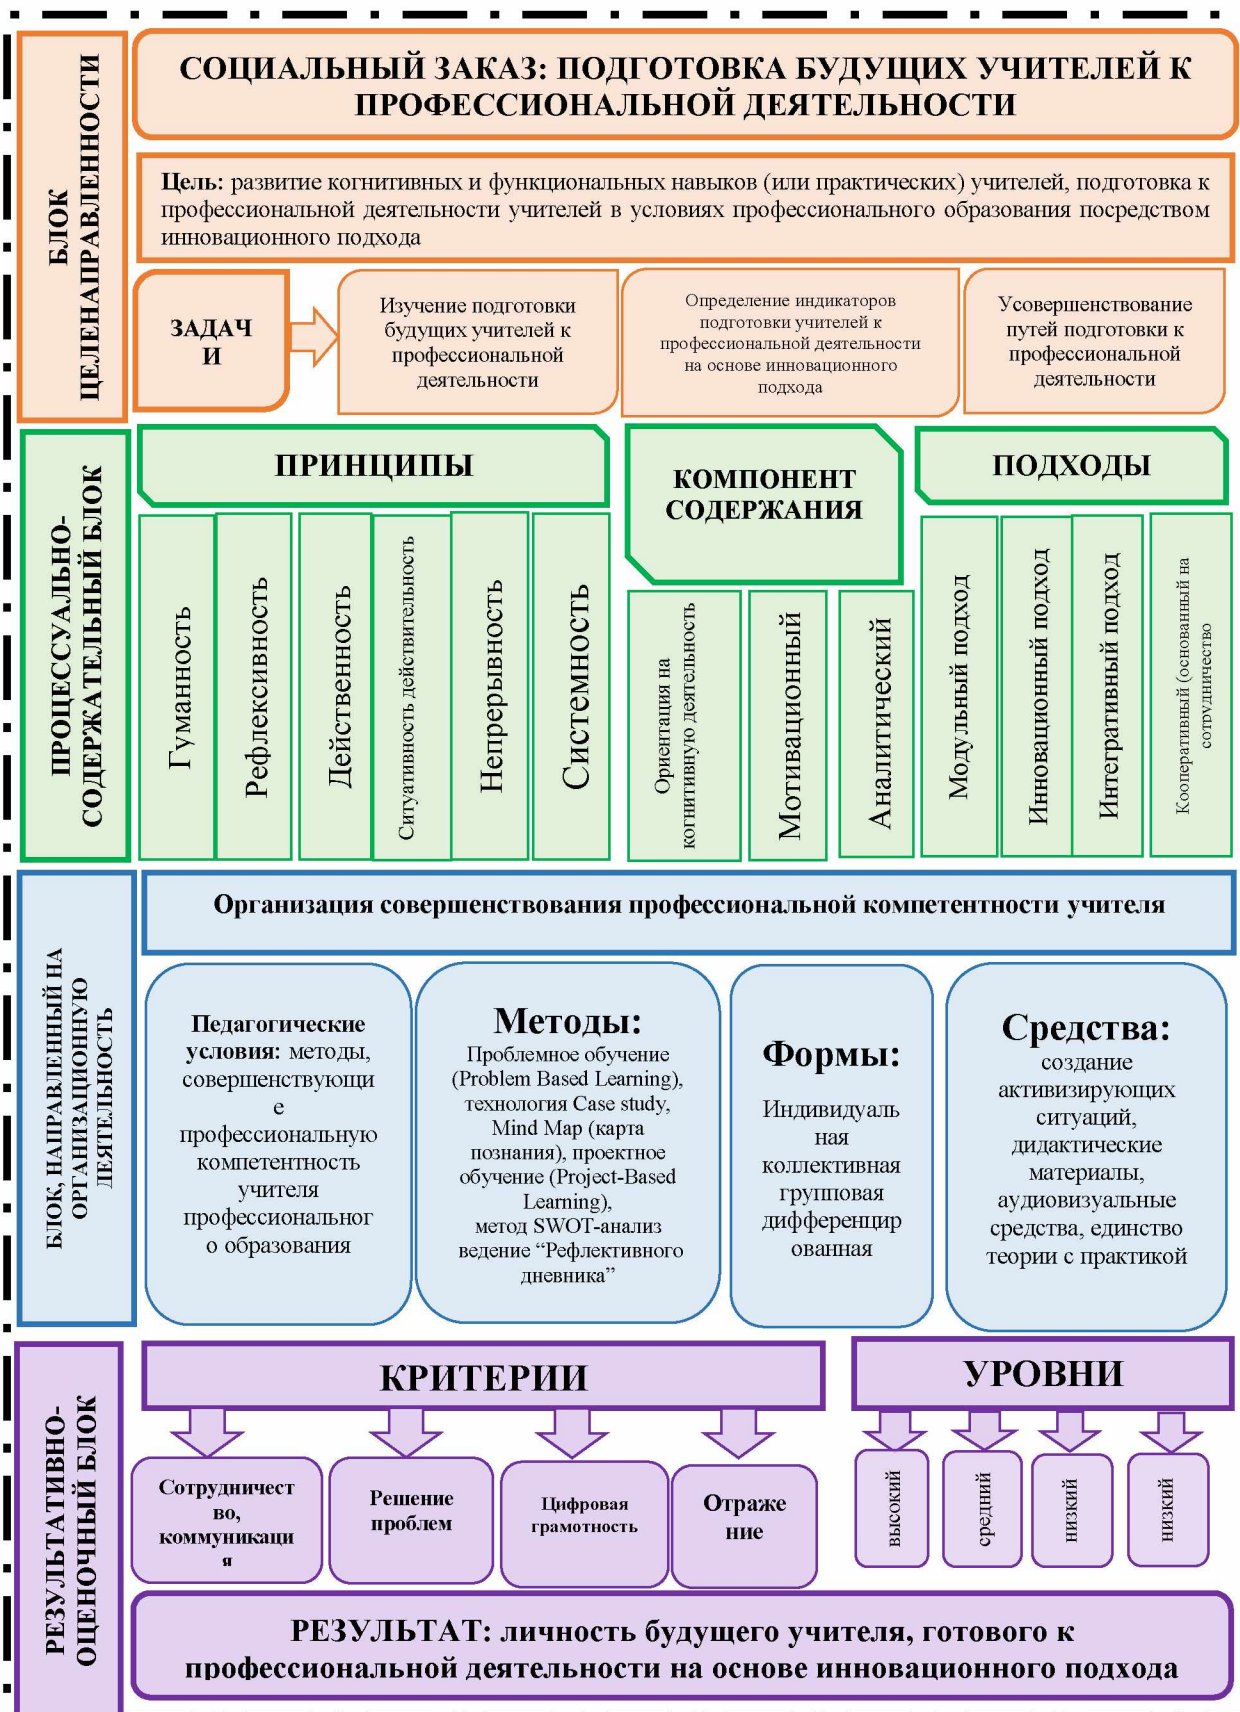 БЛОК
ЦЕЛЕНАПРАВЛЕННОСТИ
СОЦИАЛЬНЫЙ ЗАКАЗ: ПОДГОТОВКА БУДУЩИХ УЧИТЕЛЕЙ К
ПРОФЕССИОНАЛЬНОЙ ДЕЯТЕЛЬНОСТИ
Цель: развитие когнитивных и функциональных навыков (или практических) учителей, подготовка к
профессиональной деятельности учителей в условиях профессионального образования посредством
инновационного подхода
ЗАДАЧ
И
Изучение подготовки
будущих учителей к
профессиональной
деятельности
Определение индикаторов
подготовки учителей к
профессиональной деятельности
на основе инновационного
подхода
Усовершенствование
путей подготовки к
профессиональной
деятельности
ПРОЦЕССУАЛЬНО-
СОДЕРЖАТЕЛЬНЫЙ БЛОК
ПРИНЦИПЫ
Гуманность
Рефлексивность
Действенность
Ситуативность действительность
Непрерывность
Системность
КОМПОНЕНТ
СОДЕРЖАНИЯ
Ориентация на
когнитивную деятельность
Мотивационный
Аналитический
ПОДХОДЫ
Модульный подход
Инновационный подход
Интегративный подход
Кооперативный (основанный на
сотрудничество
БЛОК, НАПРАВЛЕННЫЙ НА
ОРГАНИЗАЦИОННУЮ
ДЕЯТЕЛЬНОСТЬ
Организация совершенствования профессиональной компетентности учителя
Педагогические
условия: методы,
совершенствующи
е
профессиональную
компетентность
учителя
профессиональног
о образования
Методы:
Проблемное обучение
(Problem Based Learning),
технология Case study,
Mind Map (карта
познания), проектное
обучение (Project-Based
Learning),
метод SWOT-анализ
ведение “Рефлективного
дневника”
Формы:
Индивидуаль
ная
коллективная
групповая
дифференцир
ованная
Средства:
создание
активизирующих
ситуаций,
дидактические
материалы,
аудиовизуальные
средства, единство
теории с практикой
РЕЗУЛЬТАТИВНО-
ОЦЕНОЧНЫЙ БЛОК
КРИТЕРИИ
Сотрудничест
во,
коммуникаци
я
Решение
проблем
Цифровая
грамотность
Отраже
ние
УРОВНИ
высокий
средний
низкий
низкий
РЕЗУЛЬТАТ: личность будущего учителя, готового к
профессиональной деятельности на основе инновационного подхода